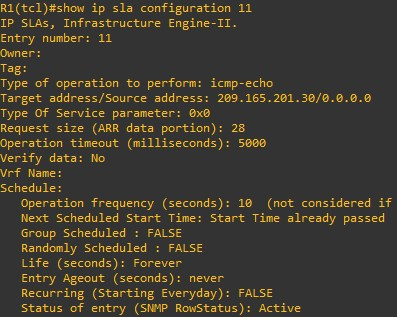 R1(tcl)#show ip sla configuration 11
IP SLAs, Infrastructure Engine-II.
Entry number: 11
Owner:
Tag:
Type of operation to perform: icmp-echo
Target address/Source address: 209.165.201.30/0.0.0.0
Type Of Service parameter: 0x0
Request size (ARR data portion): 28
Operation timeout (milliseconds): 5000
Verify data: No
Vrf Name:
Schedule:
Operation frequency (seconds): 10  (not considered if
Next Scheduled Start Time: Start Time already passed
Group Scheduled : FALSE
Randomly Scheduled : FALSE
Life (seconds): Forever
Entry Ageout (seconds): never
Recurring (Starting Everyday): FALSE
Status of entry (SNMP RowStatus): Active